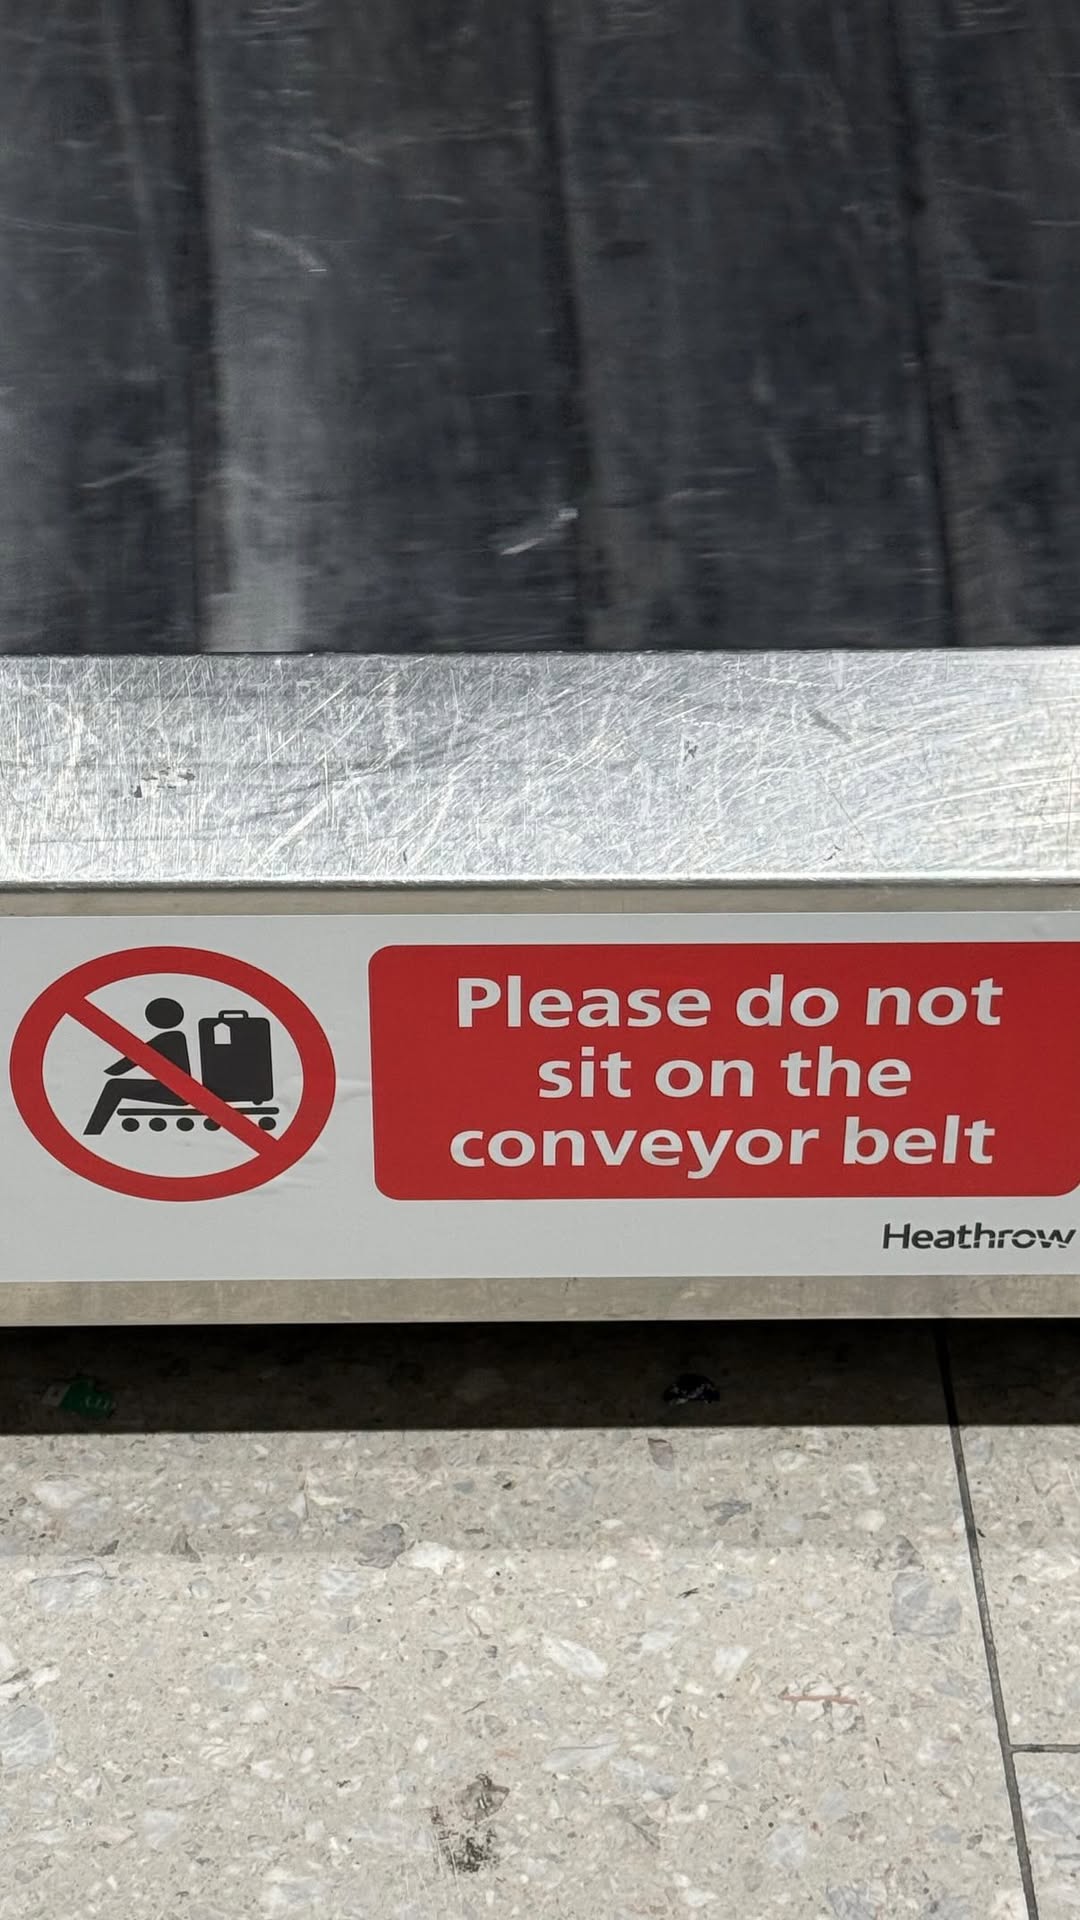 Please do not
sit on the
conveyor belt
Heathrow